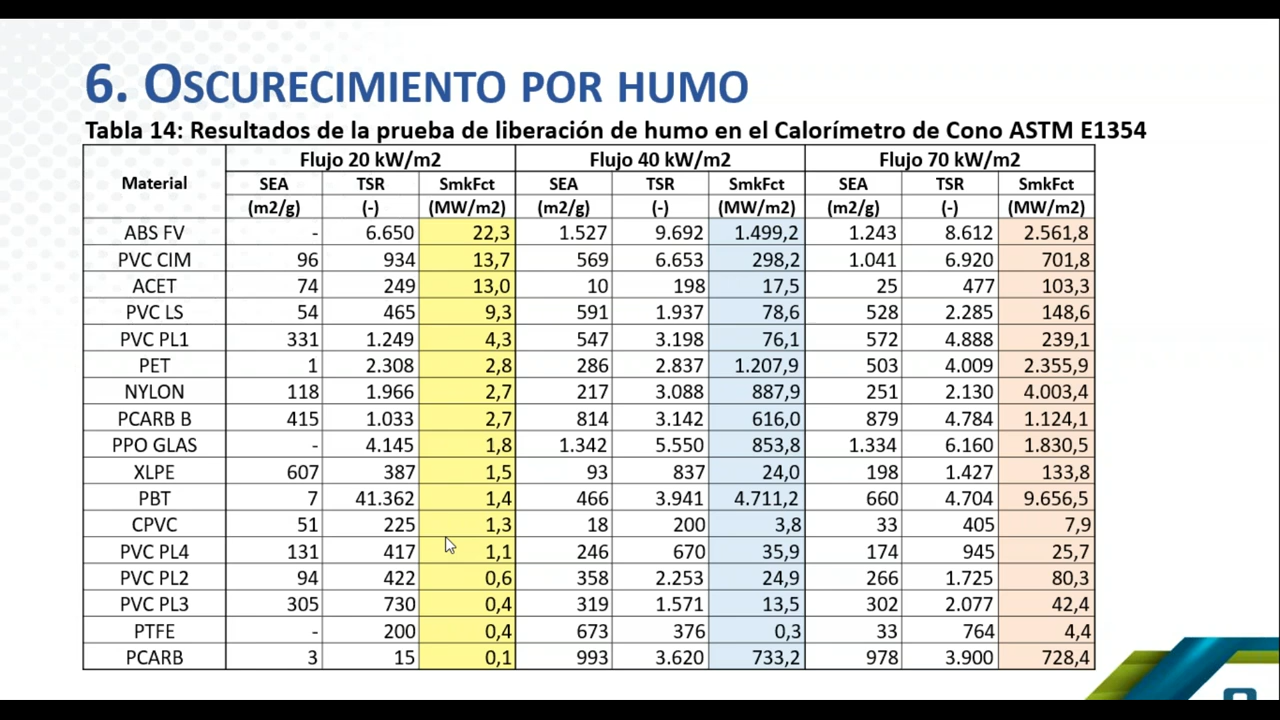 6. OSCURECIMIENTO POR HUMO
Tabla 14: Resultados de la prueba de liberación de humo en el Calorímetro de Cono ASTM E1354
Material Flujo 20 kW/m2 Flujo 40 kW/m2 Flujo 70 kW/m2
SEA TSR SmkFct SEA TSR SmkFct SEA TSR SmkFct
(m2/g) (-) (MW/m2) (m2/g) (-) (MW/m2) (m2/g) (-) (MW/m2)
ABS FV - 6.650 22,3 1.527 9.692 1.499,2 1.243 8.612 2.561,8
PVC CIM 96 934 13,7 569 6.653 298,2 1.041 6.920 701,8
ACET 74 249 13,0 10 198 17,5 25 477 103,3
PVC LS 54 465 9,3 591 1.937 78,6 528 2.285 148,6
PVC PL1 331 1.249 4,3 547 3.198 76,1 572 4.888 239,1
PET 1 2.308 2,8 286 2.837 1.207,9 503 4.009 2.355,9
NYLON 118 1.966 2,7 217 3.088 887,9 251 2.130 4.003,4
PCARB B 415 1.033 2,7 814 3.142 616,0 879 4.784 1.124,1
PPO GLAS - 4.145 1,8 1.342 5.550 853,8 1.334 6.160 1.830,5
XLPE 607 387 1,5 93 837 24,0 198 1.427 133,8
PBT 7 41.362 1,4 466 3.941 4.711,2 660 4.704 9.656,5
CPVC 51 225 1,3 18 200 3,8 33 405 7,9
PVC PL4 131 417 1,1 246 670 35,9 174 945 25,7
PVC PL2 94 422 0,6 358 2.253 24,9 266 1.725 80,3
PVC PL3 305 730 0,4 319 1.571 13,5 302 2.077 42,4
PTFE - 200 0,4 673 376 0,3 33 764 4,4
PCARB 3 15 0,1 993 3.620 733,2 978 3.900 728,4